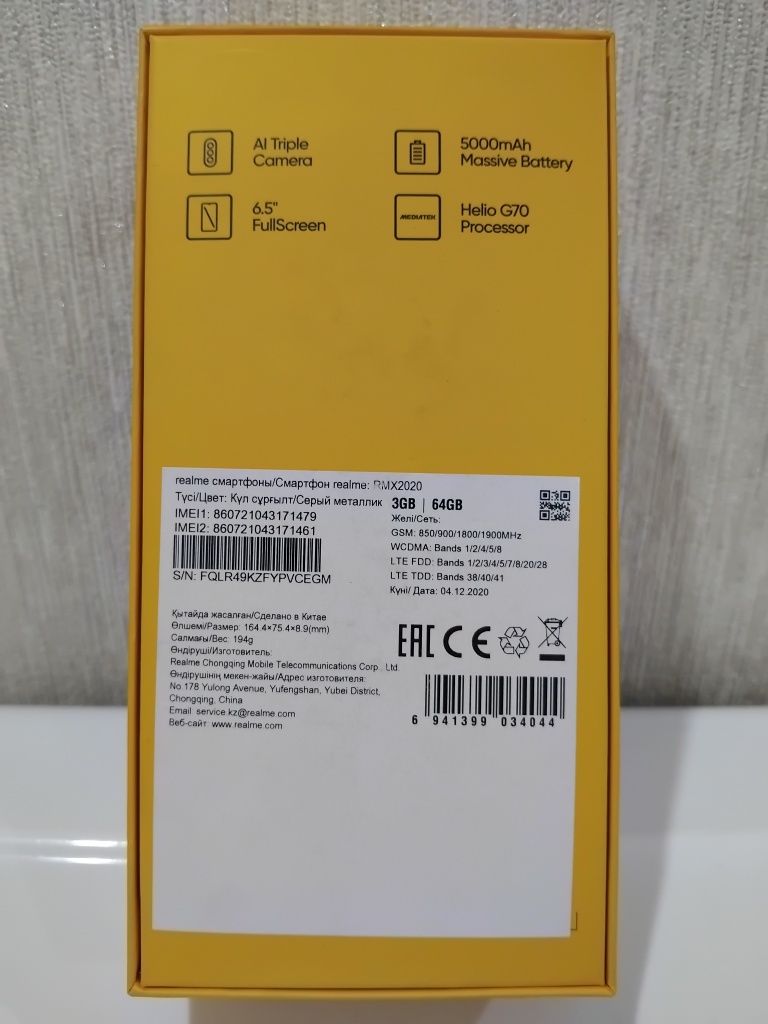 AI Triple
Camera
5000mAh
Massive Battery
6.5"
FullScreen
MEDIATEK
Helio G70
Processor
realme смартфоны/Смартфон realme: RMX2020
Түсі/Цвет: Күл сұрғылт/Серый металлик
3GB | 64GB
IMEI1: 860721043171479
IMEI2: 860721043171461
S/N: FQLR49KZFYPVCEGM
Желі/Сеть:
GSM: 850/900/1800/1900MHz
WCDMA: Bands 1/2/4/5/8
LTE FDD: Bands 1/2/3/4/5/7/8/20/28
LTE TDD: Bands 38/40/41
Күні/ Дата: 04.12.2020
Қытайда жасалған/Сделано в Китае
Өлшемі/Размер: 164.4×75.4×8.9(mm)
Салмағы/Вес: 194g
Өндіруші/Изготовитель:
Realme Chongqing Mobile Telecommunications Corp., Ltd.
Өндірушінің мекен-жайы/Адрес изготовителя:
No.178 Yulong Avenue, Yufengshan, Yubei District,
Chongqing, China
Email: service.kz@realme.com
Веб-сайт: www.realme.com
EAC CE
6 941399 034044